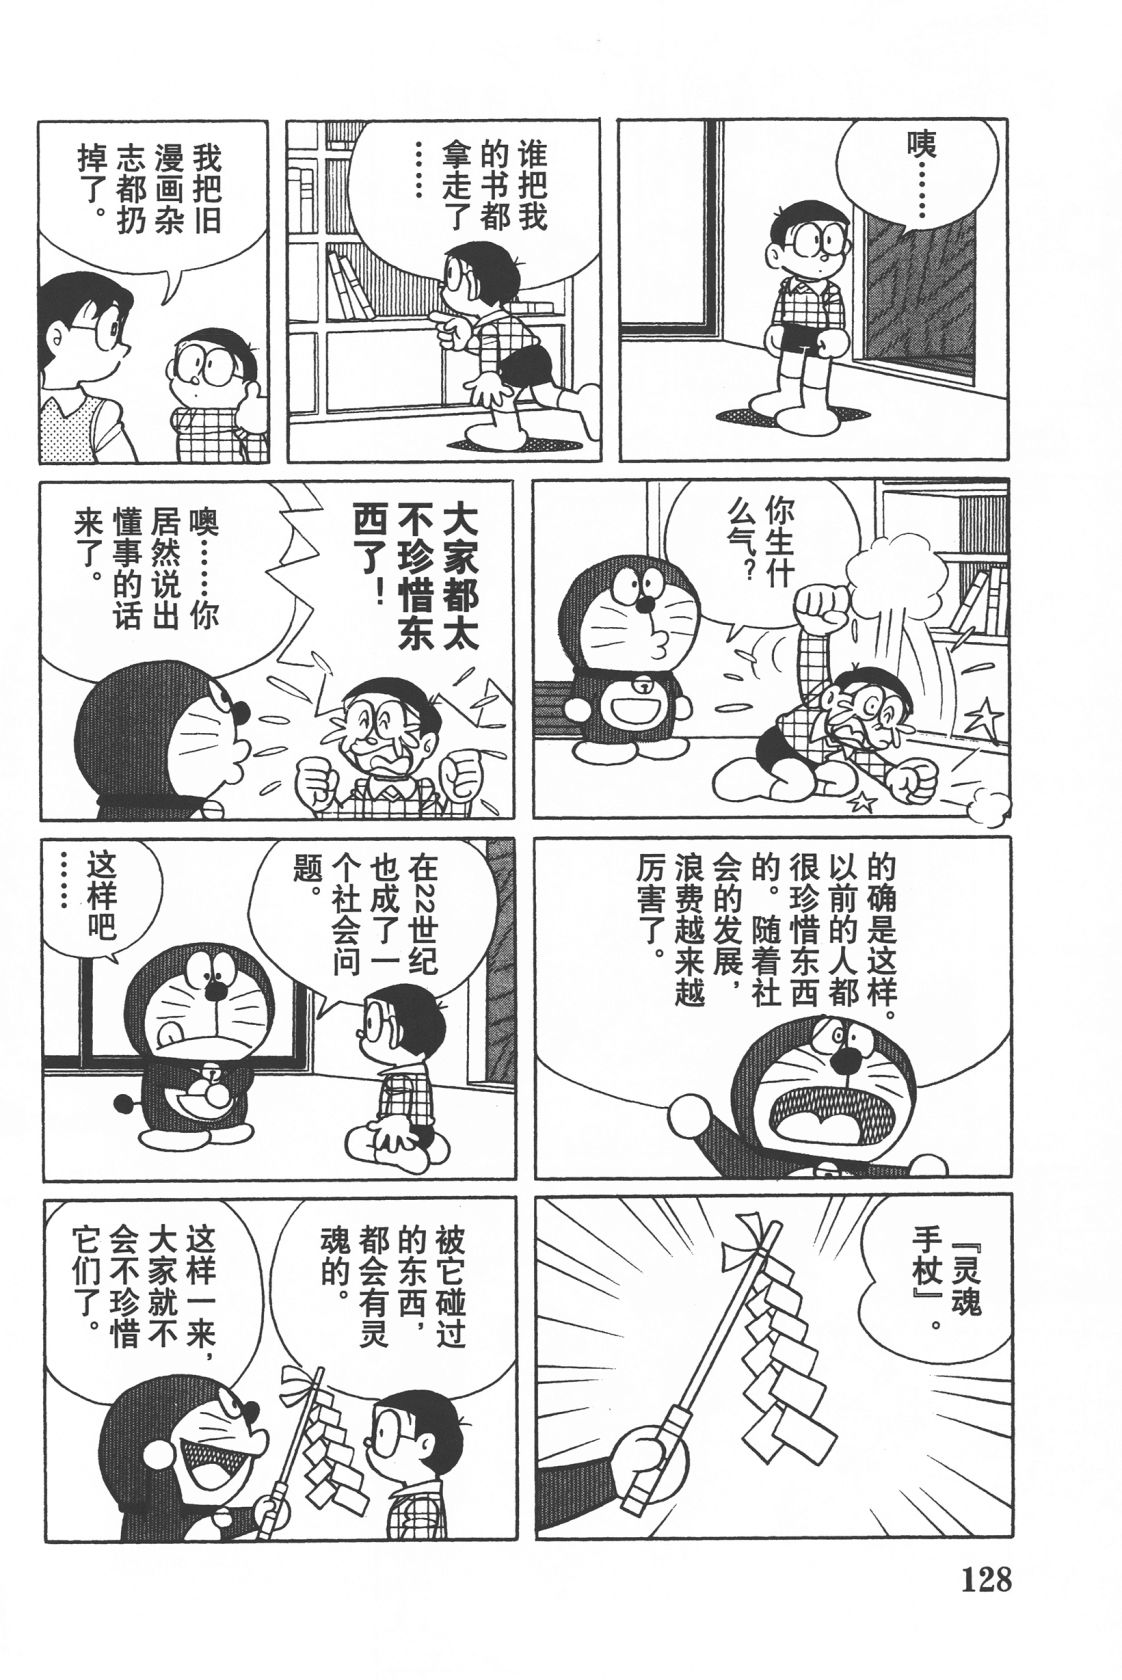 咦……
谁把我
的书都
拿走了
……
我把旧
漫画杂
志都扔
掉了。
你生什
么气？
大家都太
不珍惜东
西了！
噢……你
居然说出
懂事的话
来了。
的确是这样。
以前的人都
很珍惜东西
的。随着社
会的发展，
浪费越来越
厉害了。
在22世纪
也成了一
个社会问
题。
这样吧
……
『灵魂
手杖』。
被它碰过
的东西，
都会有灵
魂的。
这样一来，
大家就不
会不珍惜
它们了。
128